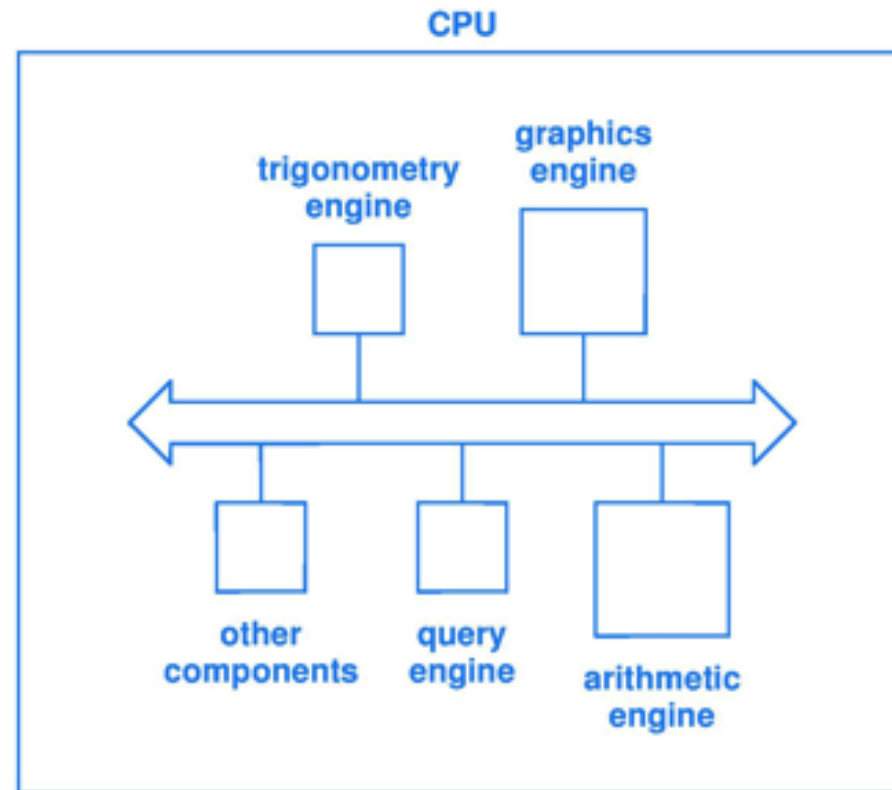 CPU
graphics
engine
trigonometry
engine
other
components
query
engine
arithmetic
engine